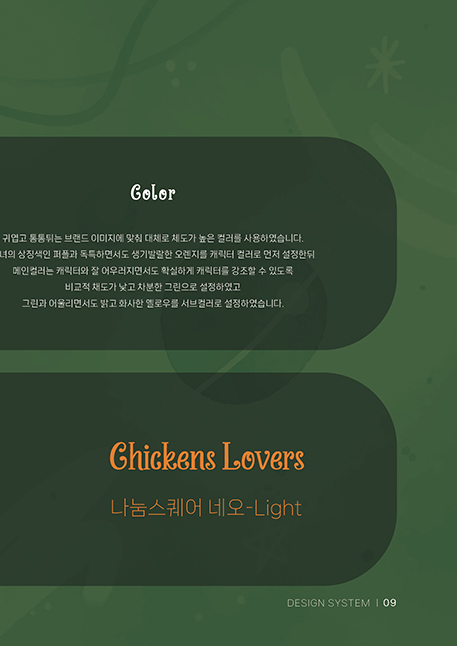 Color
귀엽고 통통튀는 브랜드 이미지에 맞춰 대체로 채도가 높은 컬러를 사용하였습니다.
녀의 상징색인 퍼플과 독특하면서도 생기발랄한 오렌지를 캐릭터 컬러로 먼저 설정한뒤
메인컬러는 캐릭터와 잘 어우러지면서도 확실하게 캐릭터를 강조할 수 있도록
비교적 채도가 낮고 차분한 그린으로 설정하였고
그린과 어울리면서도 밝고 화사한 옐로우를 서브컬러로 설정하였습니다.
Chickens Lovers
나눔스퀘어 네오-Light
DESIGN SYSTEM | 09